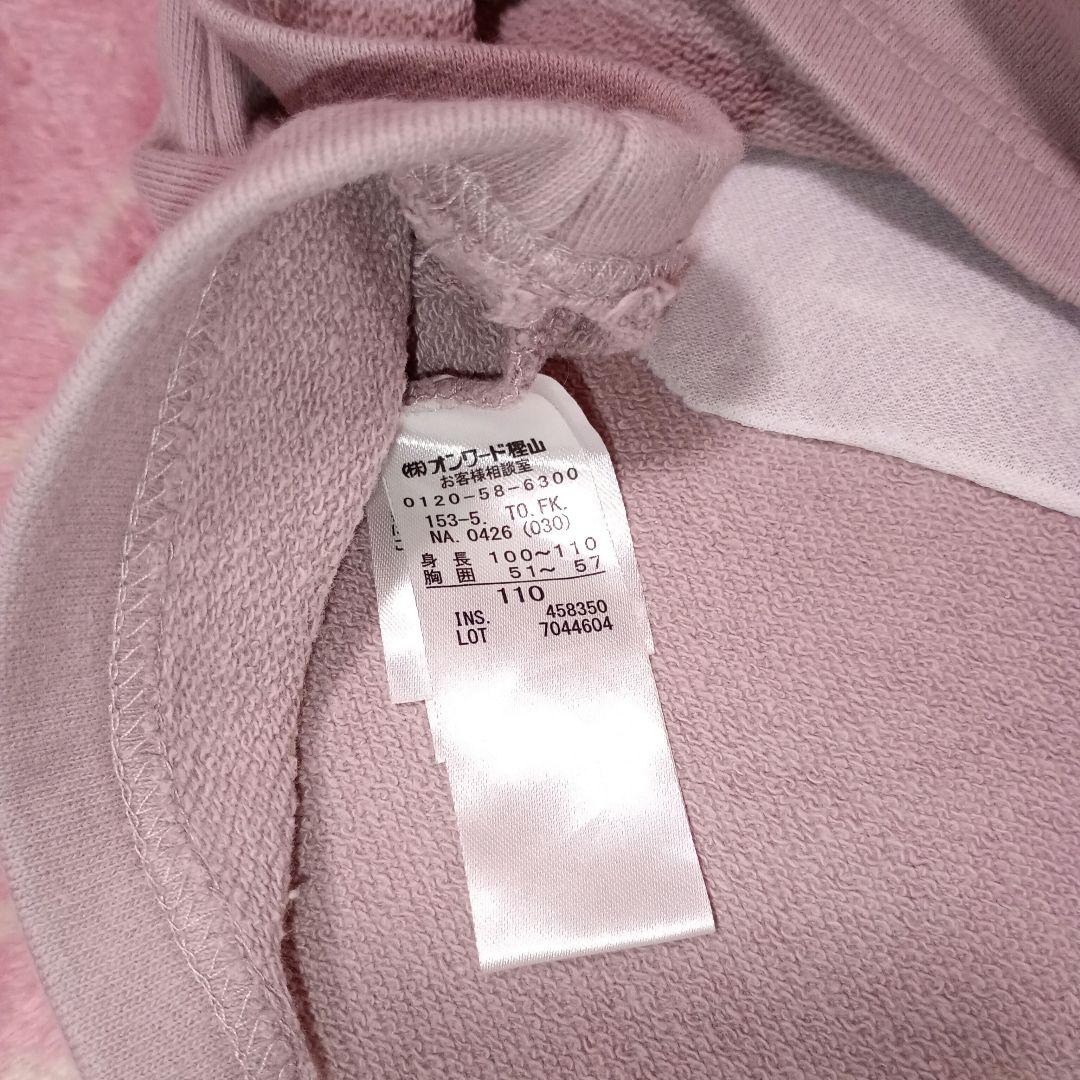 (株)オンワード樫山
お客様相談室
0120-58-6300
153-5. TO.FK.
NA. 0426 (030)
身長 100～110
胸囲 51～ 57
110
INS. 458350
LOT 7044604